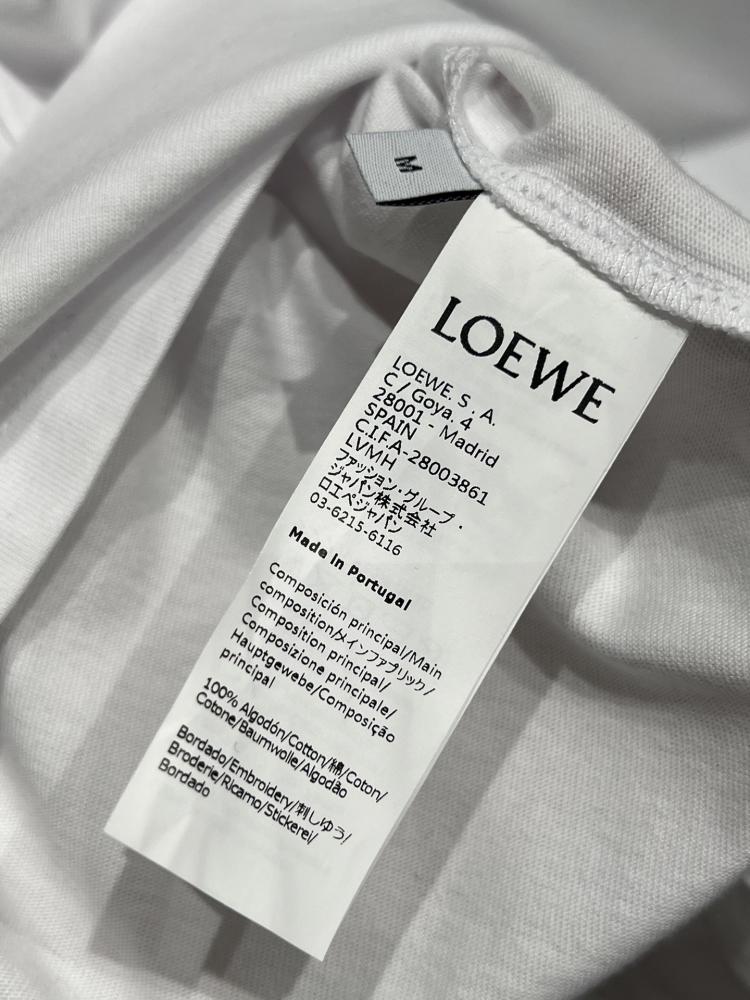 M
LOEWE
LOEWE. S . A.
C / Goya, 4
28001 - Madrid
SPAIN
C.I.F.A-28003861
LVMH
ファッション・グループ・
ジャパン株式会社
ロエベジャパン
03-6215-6116
Made in Portugal
Composición principal/Main
composition/メインファブリック/
Composition principal/
Composizione principale/
Hauptgewebe/Composição
principal
100% Algodón/Cotton/綿/Coton/
Cotone/Baumwolle/Algodão
Bordado/Embroidery/刺しゆう/
Broderie/Ricamo/Stickerei/
Bordado